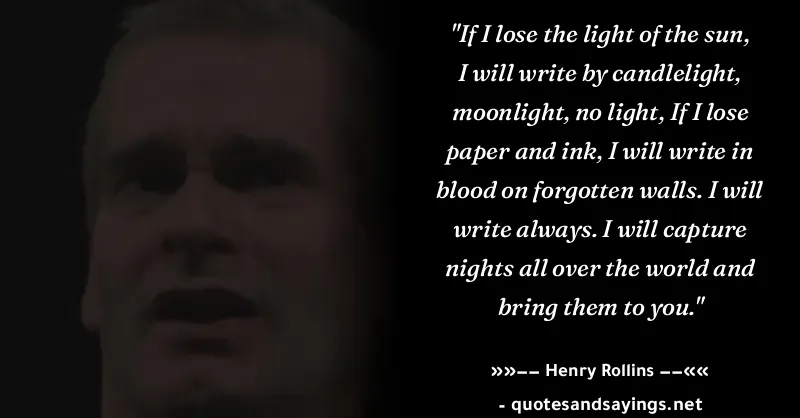 "If I lose the light of the sun,
I will write by candlelight,
moonlight, no light, If I lose
paper and ink, I will write in
blood on forgotten walls. I will
write always. I will capture
nights all over the world and
bring them to you."
»»−− Henry Rollins −−««
- quotesandsayings.net